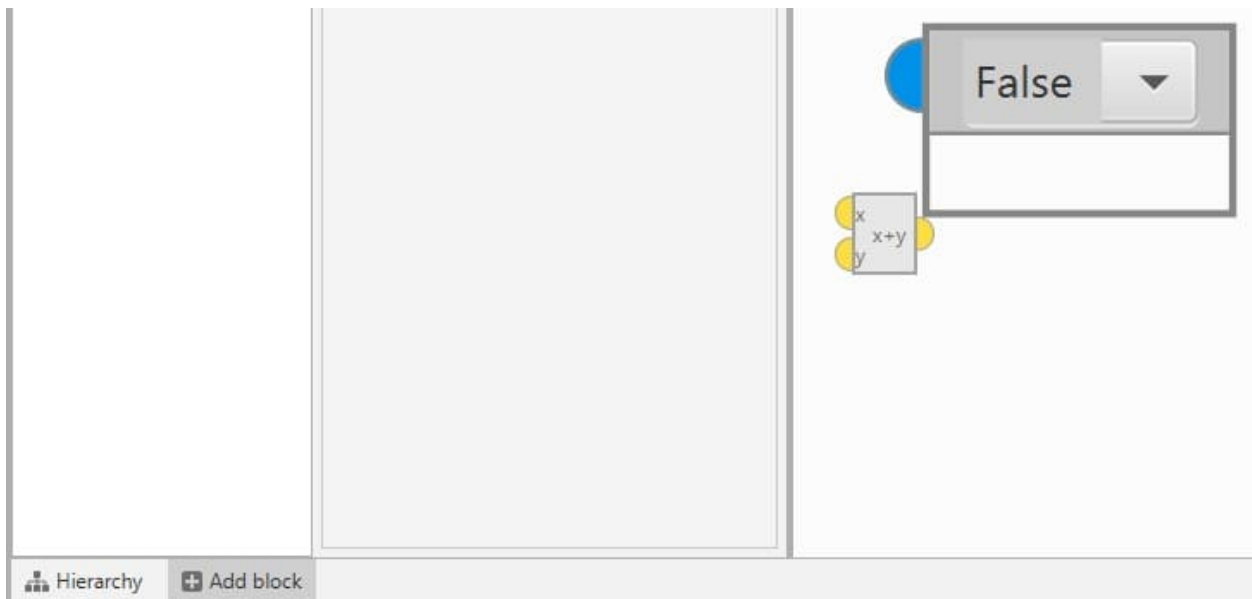 False
x
x+y
y
Hierarchy
Add block